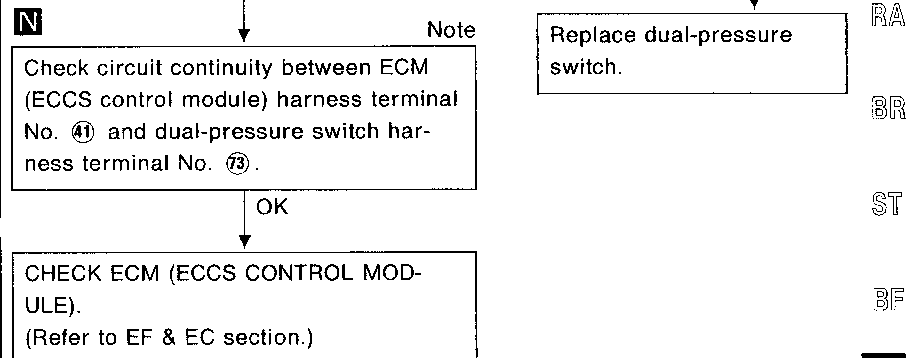 N
Note
Check circuit continuity between ECM
(ECCS control module) harness terminal
No. ㊶ and dual-pressure switch har-
ness terminal No. 73.
OK
CHECK ECM (ECCS CONTROL MOD-
ULE).
(Refer to EF & EC section.)
Replace dual-pressure
switch.
RA
BR
ST
BF